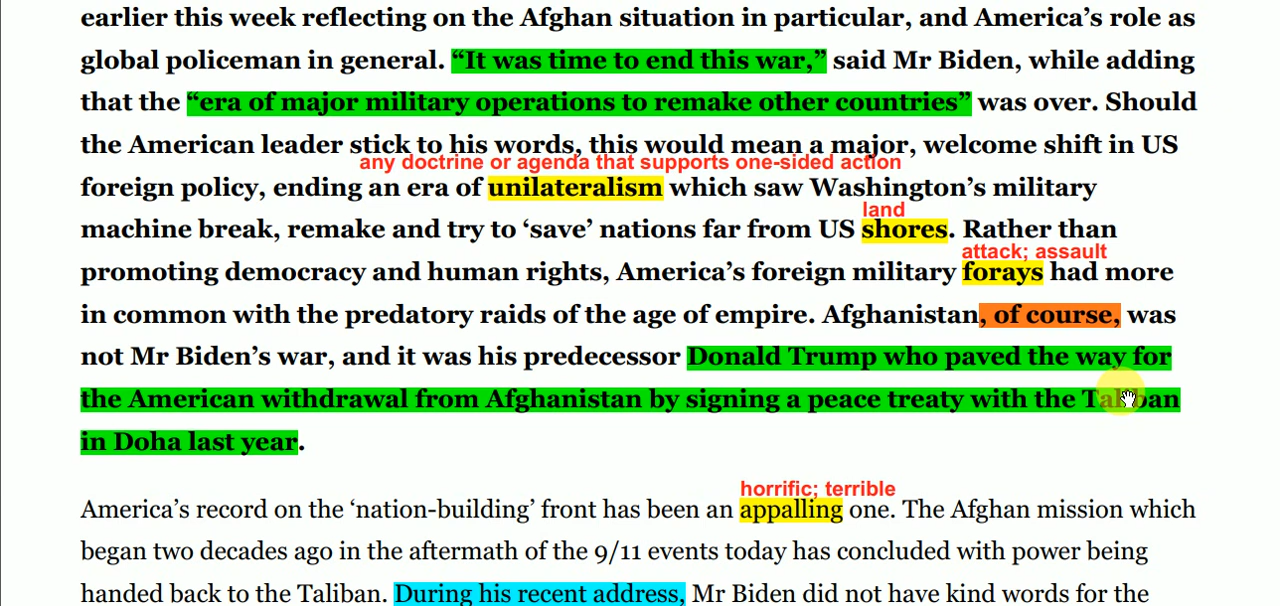 earlier this week reflecting on the Afghan situation in particular, and America’s role as
global policeman in general. “It was time to end this war,” said Mr Biden, while adding
that the “era of major military operations to remake other countries” was over. Should
the American leader stick to his words, this would mean a major, welcome shift in US
any doctrine or agenda that supports one-sided action
foreign policy, ending an era of unilateralism which saw Washington’s military
land
machine break, remake and try to ‘save’ nations far from US shores. Rather than
attack; assault
promoting democracy and human rights, America’s foreign military forays had more
in common with the predatory raids of the age of empire. Afghanistan, of course, was
not Mr Biden’s war, and it was his predecessor Donald Trump who paved the way for
the American withdrawal from Afghanistan by signing a peace treaty with the Taliban
in Doha last year.
horrific; terrible
America’s record on the ‘nation-building’ front has been an appalling one. The Afghan mission which
began two decades ago in the aftermath of the 9/11 events today has concluded with power being
handed back to the Taliban. During his recent address, Mr Biden did not have kind words for the